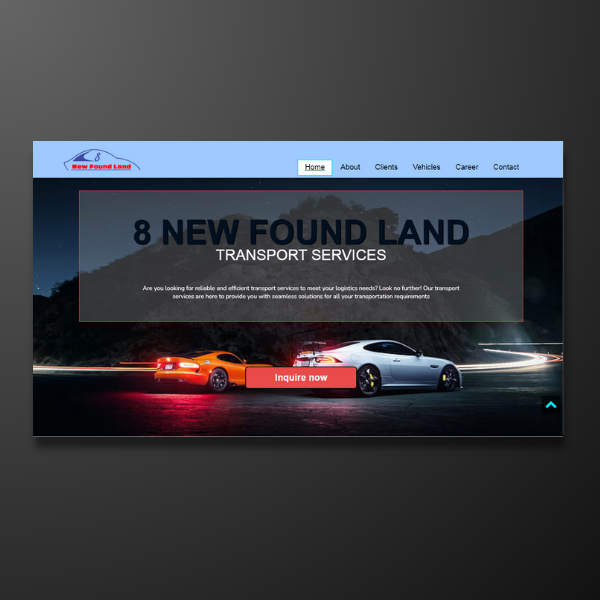 8
New Found Land
Home About Clients Vehicles Career Contact
8 NEW FOUND LAND
TRANSPORT SERVICES
Are you looking for reliable and efficient transport services to meet your logistics needs? Look no further! Our transport
services are here to provide you with seamless solutions for all your transportation requirements
Inquire now